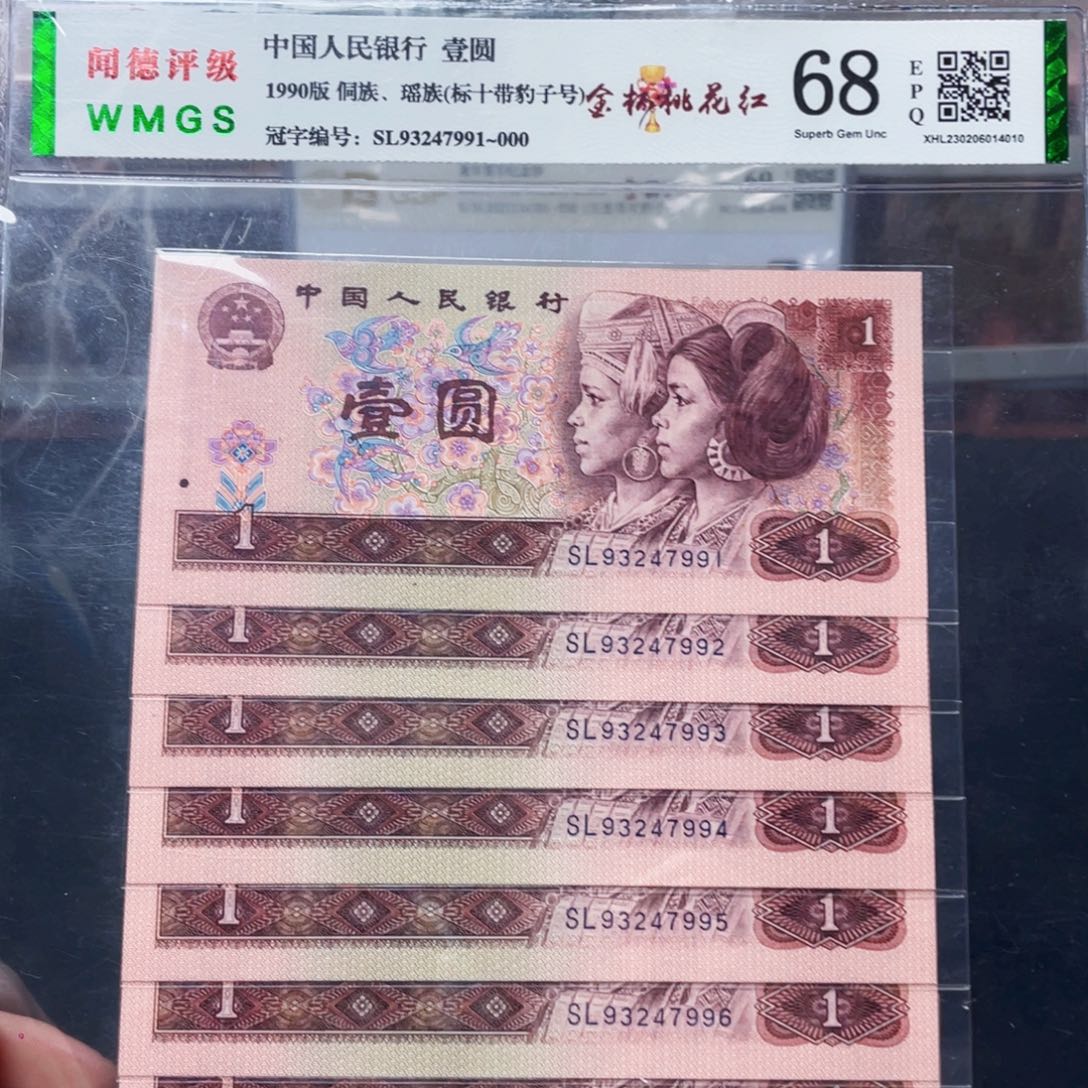 闻德评级
WMGS
中国人民银行 壹圆
1990版 侗族、瑶族(标十带豹子号)
冠字编号：SL93247991~000
金杯桃花红
68
Superb Gem Unc
EPQ
XHL230206014010
中国人民银行
壹圆
1
1
SL93247991
1
1
SL93247992
1
1
SL93247993
1
1
SL93247994
1
1
SL93247995
1
1
SL93247996
1